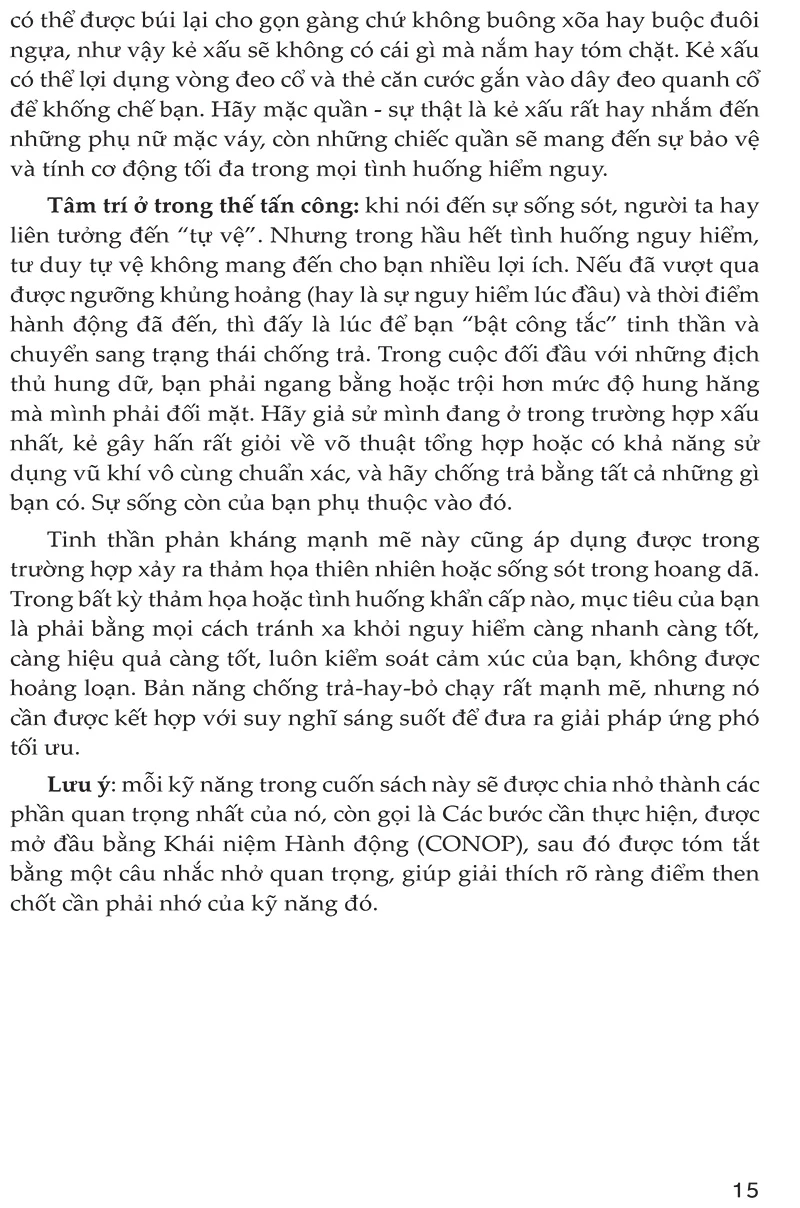 có thể được búi lại cho gọn gàng chứ không buông xõa hay buộc đuôi
ngựa, như vậy kẻ xấu sẽ không có cái gì mà nắm hay tóm chặt. Kẻ xấu
có thể lợi dụng vòng đeo cổ và thẻ căn cước gắn vào dây đeo quanh cổ
để khống chế bạn. Hãy mặc quần - sự thật là kẻ xấu rất hay nhắm đến
những phụ nữ mặc váy, còn những chiếc quần sẽ mang đến sự bảo vệ
và tính cơ động tối đa trong mọi tình huống hiểm nguy.
Tâm trí ở trong thế tấn công: khi nói đến sự sống sót, người ta hay
liên tưởng đến “tự vệ”. Nhưng trong hầu hết tình huống nguy hiểm,
tư duy tự vệ không mang đến cho bạn nhiều lợi ích. Nếu đã vượt qua
được ngưỡng khủng hoảng (hay là sự nguy hiểm lúc đầu) và thời điểm
hành động đã đến, thì đấy là lúc để bạn “bật công tắc” tinh thần và
chuyển sang trạng thái chống trả. Trong cuộc đối đầu với những địch
thủ hung dữ, bạn phải ngang bằng hoặc trội hơn mức độ hung hăng
mà mình phải đối mặt. Hãy giả sử mình đang ở trong trường hợp xấu
nhất, kẻ gây hấn rất giỏi về võ thuật tổng hợp hoặc có khả năng sử
dụng vũ khí vô cùng chuẩn xác, và hãy chống trả bằng tất cả những gì
bạn có. Sự sống còn của bạn phụ thuộc vào đó.
Tinh thần phản kháng mạnh mẽ này cũng áp dụng được trong
trường hợp xảy ra thảm họa thiên nhiên hoặc sống sót trong hoang dã.
Trong bất kỳ thảm họa hoặc tình huống khẩn cấp nào, mục tiêu của bạn
là phải bằng mọi cách tránh xa khỏi nguy hiểm càng nhanh càng tốt,
càng hiệu quả càng tốt, luôn kiểm soát cảm xúc của bạn, không được
hoảng loạn. Bản năng chống trả-hay-bỏ chạy rất mạnh mẽ, nhưng nó
cần được kết hợp với suy nghĩ sáng suốt để đưa ra giải pháp ứng phó
tối ưu.
Lưu ý: mỗi kỹ năng trong cuốn sách này sẽ được chia nhỏ thành các
phần quan trọng nhất của nó, còn gọi là Các bước cần thực hiện, được
mở đầu bằng Khái niệm Hành động (CONOP), sau đó được tóm tắt
bằng một câu nhắc nhở quan trọng, giúp giải thích rõ ràng điểm then
chốt cần phải nhớ của kỹ năng đó.
15